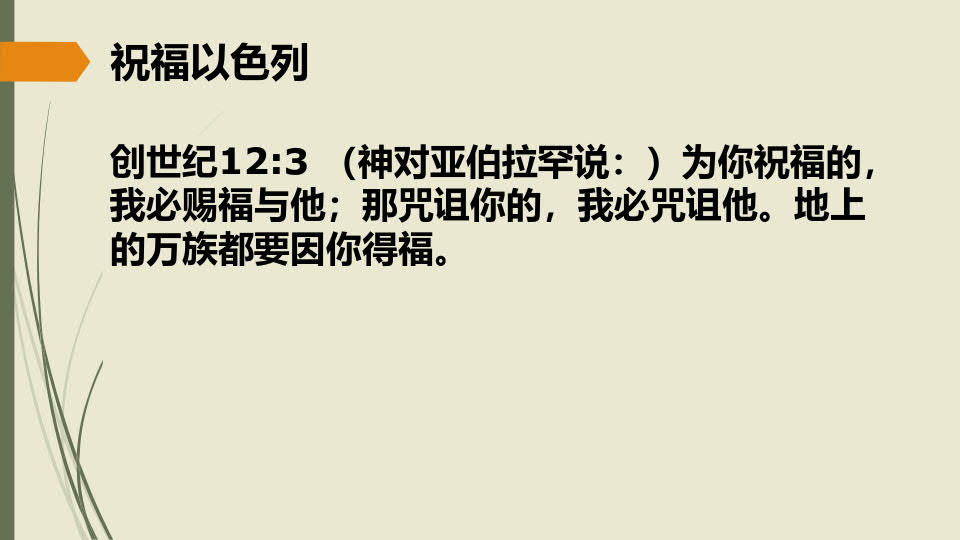 祝福以色列
创世纪12:3 （神对亚伯拉罕说：）为你祝福的，
我必赐福与他；那咒诅你的，我必咒诅他。地上
的万族都要因你得福。